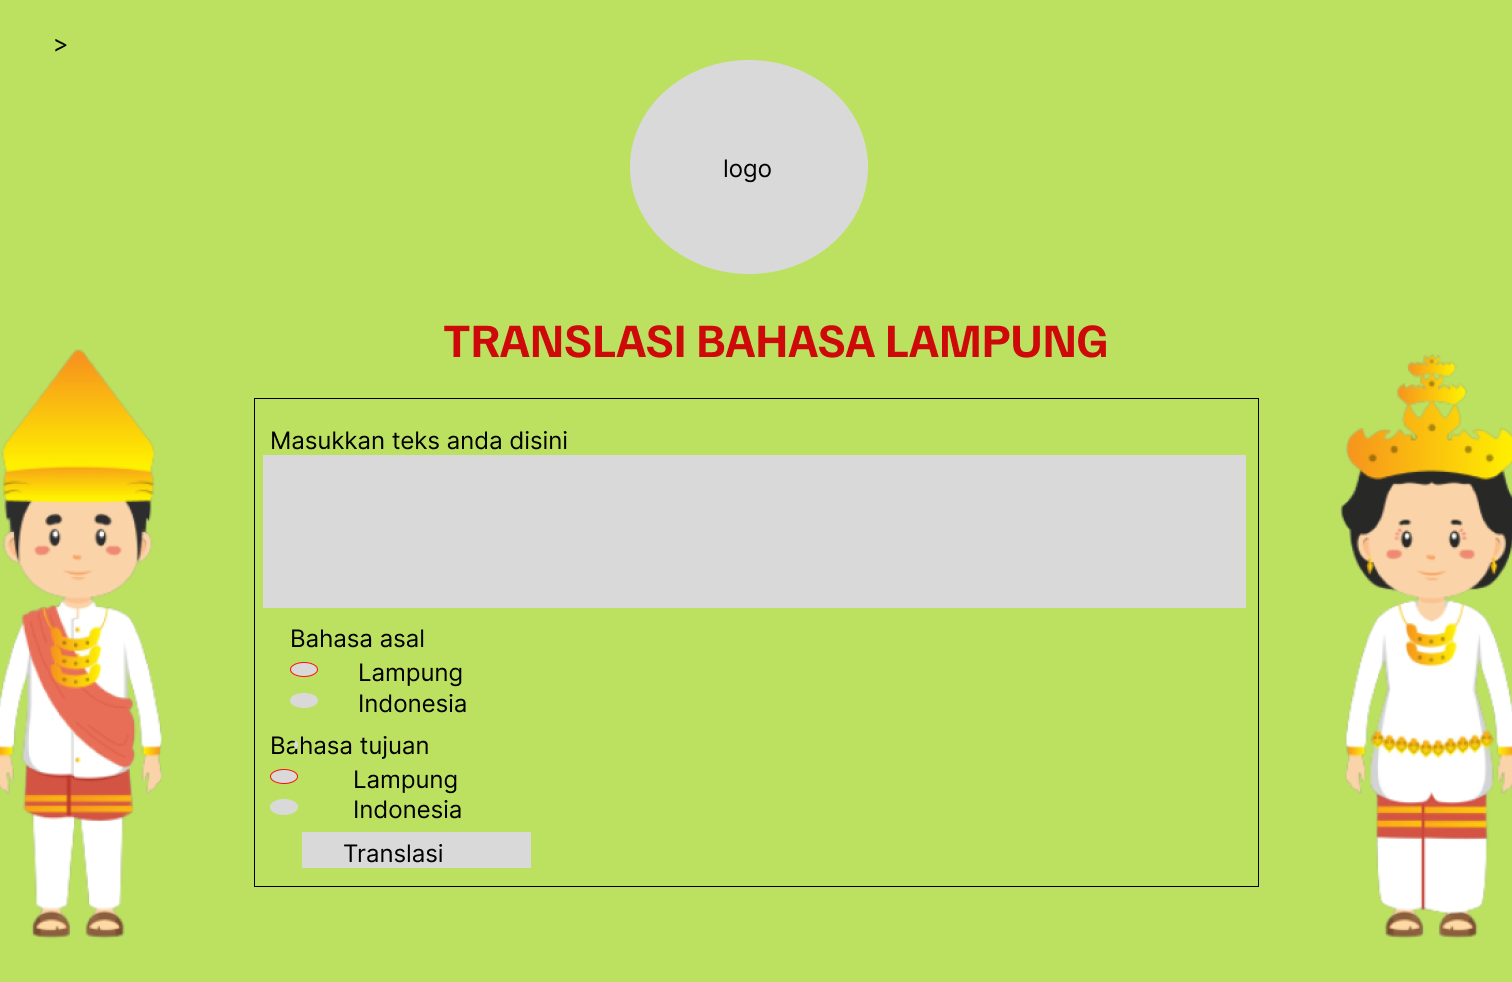 >
logo
TRANSLASI BAHASA LAMPUNG
Masukkan teks anda disini
Bahasa asal
Lampung
Indonesia
Bahasa tujuan
Lampung
Indonesia
Translasi